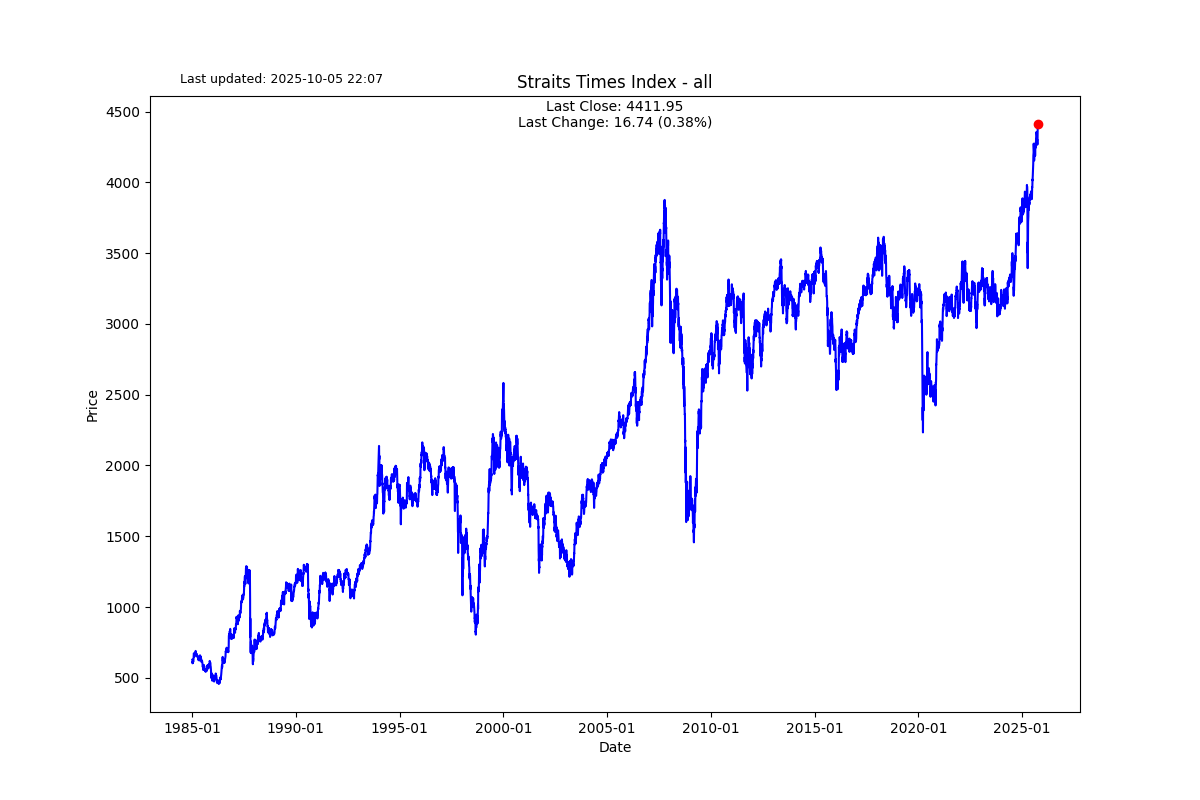 Last updated: 2025-10-05 22:07
Straits Times Index - all
Last Close: 4411.95
Last Change: 16.74 (0.38%)
4500
4000
3500
3000
2500
2000
1500
1000
500
Price
1985-01 1990-01 1995-01 2000-01 2005-01 2010-01 2015-01 2020-01 2025-01
Date